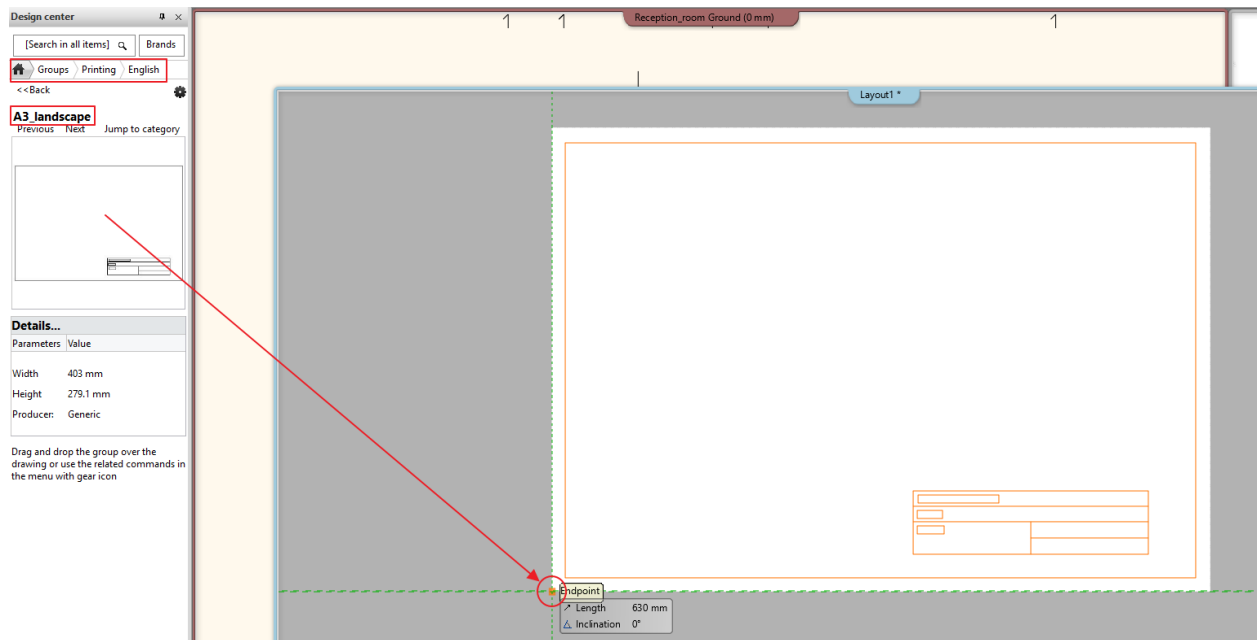 Design center
[Search in all items] Brands
Groups Printing English
<<Back
A3_landscape
Previous Next Jump to category
Details...
Parameters Value
Width 403 mm
Height 279.1 mm
Producer: Generic
Drag and drop the group over the
drawing or use the related commands in
the menu with gear icon
1 1 Reception_room Ground (0 mm) 1
Layout1 *
Endpoint
Length 630 mm
Inclination 0°